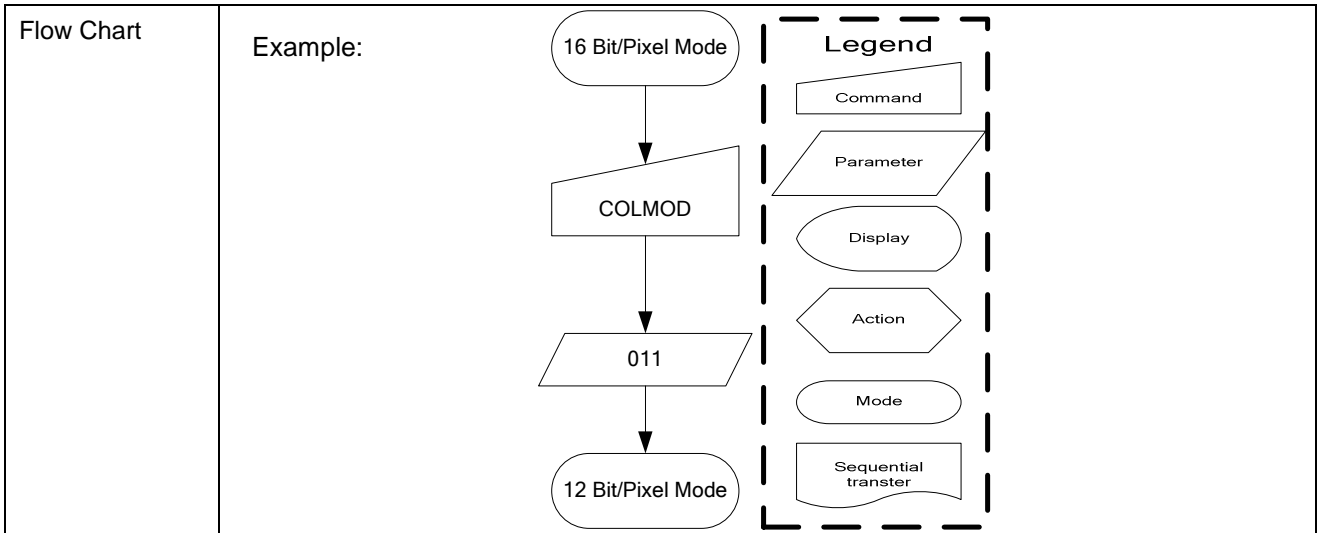 Flow Chart
Example:
16 Bit/Pixel Mode
COLMOD
011
12 Bit/Pixel Mode
Legend
Command
Parameter
Display
Action
Mode
Sequential
transter